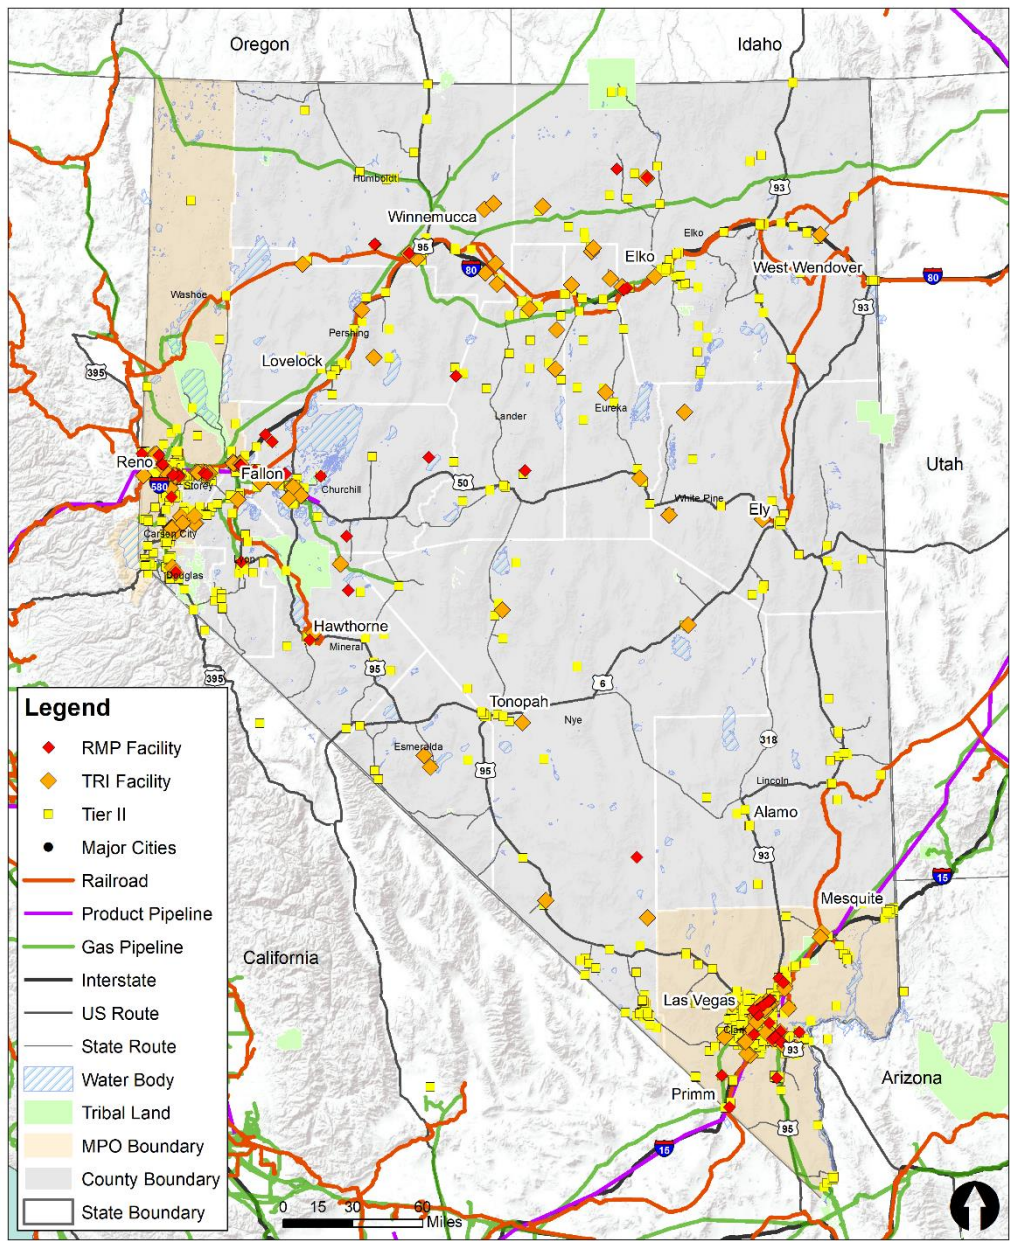 Oregon
Idaho
Humboldt
93
Winnemucca
95
Elko
Elko
80
West Wendover
80
Washoe
93
Pershing
Lovelock
395
Lander
Eureka
Reno
Fallon
Utah
580
Storey
Churchill
50
White Pine
Ely
Carson City
Lyon
Douglas
Hawthorne
Mineral
95
395
6
Tonopah
Nye
318
Esmeralda
95
Lincoln
Alamo
93
15
Mesquite
California
Las Vegas
Clark
93
Arizona
Primm
95
15
Legend
RMP Facility
TRI Facility
Tier II
Major Cities
Railroad
Product Pipeline
Gas Pipeline
Interstate
US Route
State Route
Water Body
Tribal Land
MPO Boundary
County Boundary
State Boundary
0 15 30 60
Miles